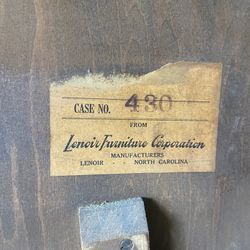 CASE NO. 430
FROM
Lenoir Furniture Corporation
MANUFACTURERS
LENOIR - NORTH CAROLINA